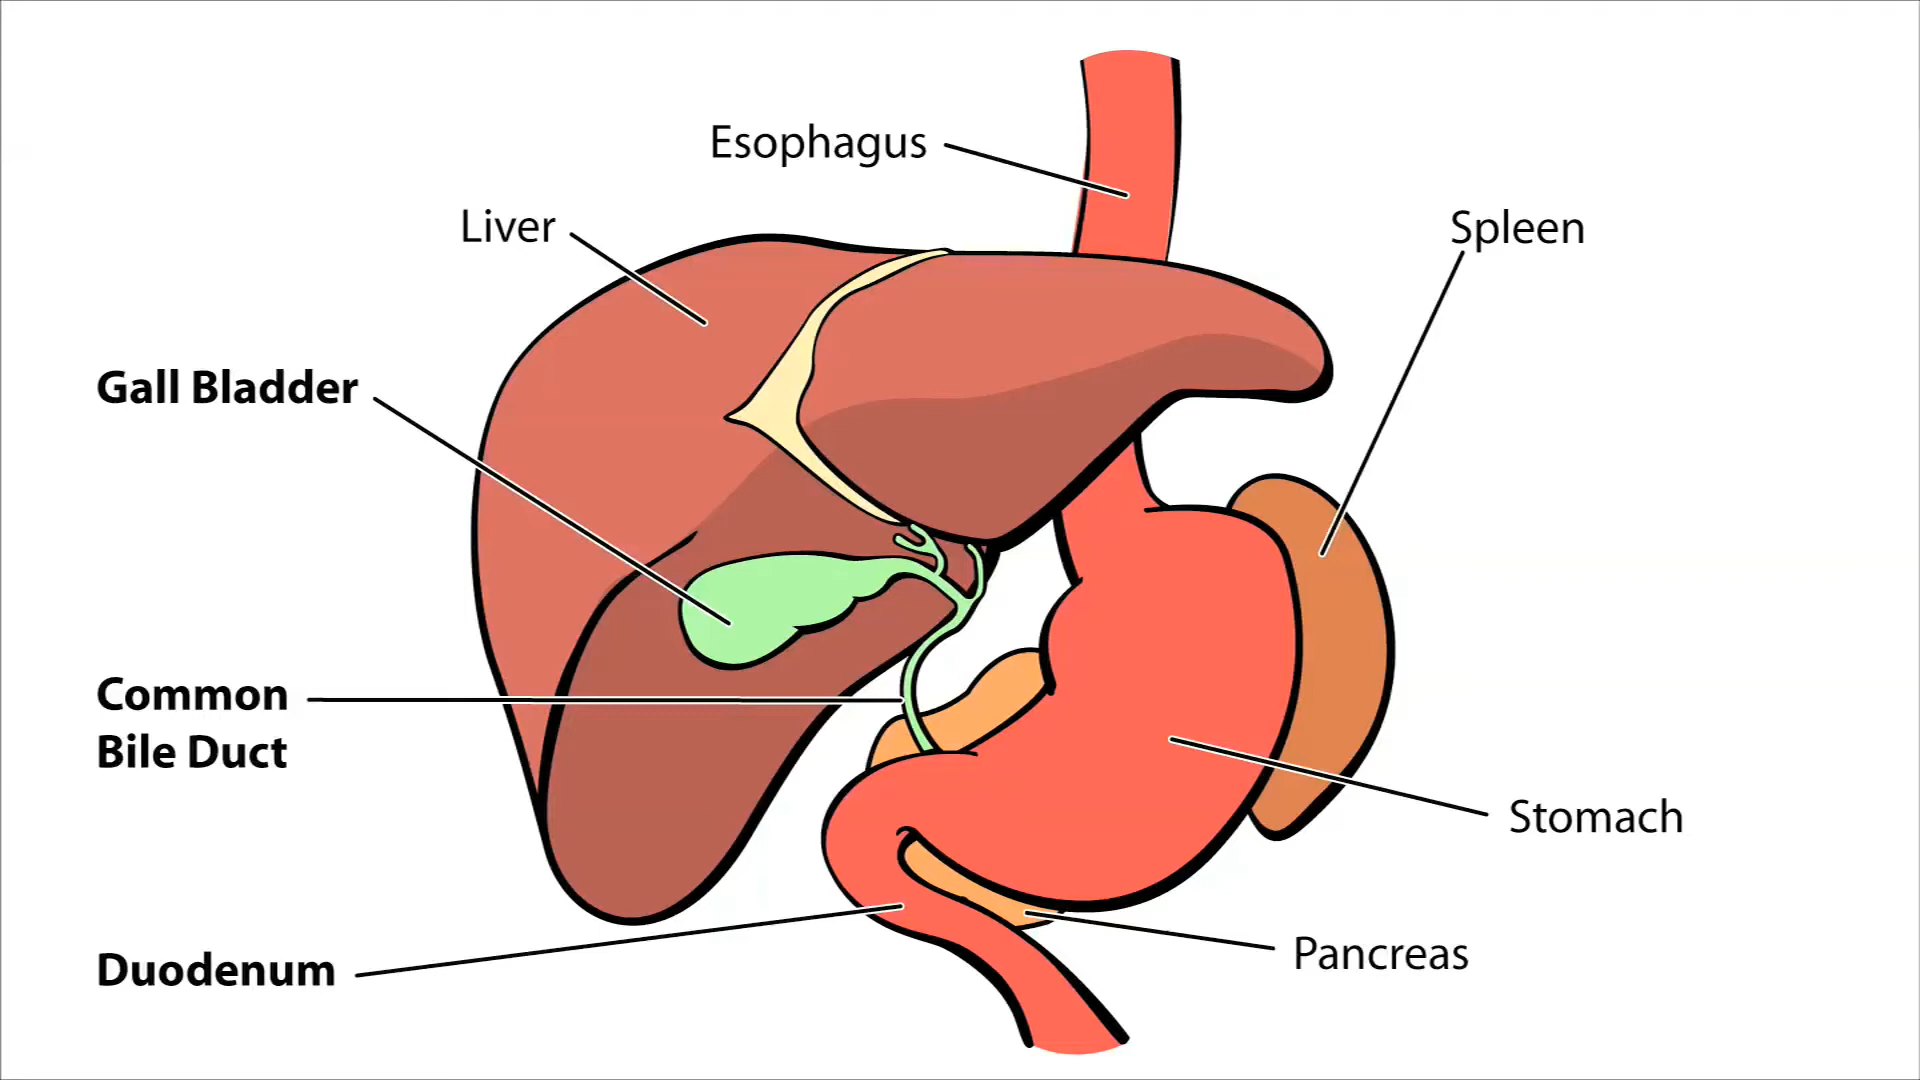 Esophagus
Liver
Spleen
Gall Bladder
Common
Bile Duct
Stomach
Pancreas
Duodenum